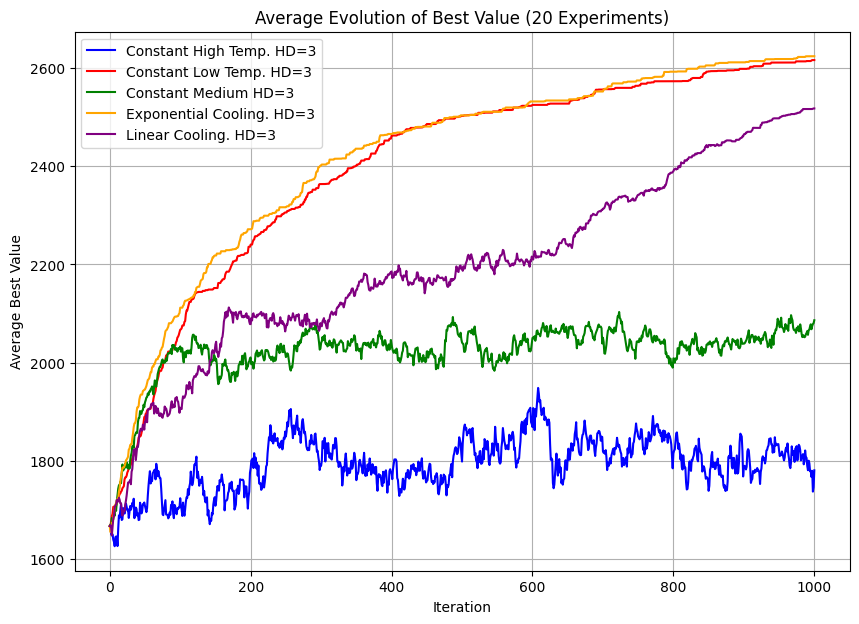 Average Evolution of Best Value (20 Experiments)
Constant High Temp. HD=3
Constant Low Temp. HD=3
Constant Medium HD=3
Exponential Cooling. HD=3
Linear Cooling. HD=3
Average Best Value
2600
2400
2200
2000
1800
1600
0 200 400 600 800 1000
Iteration